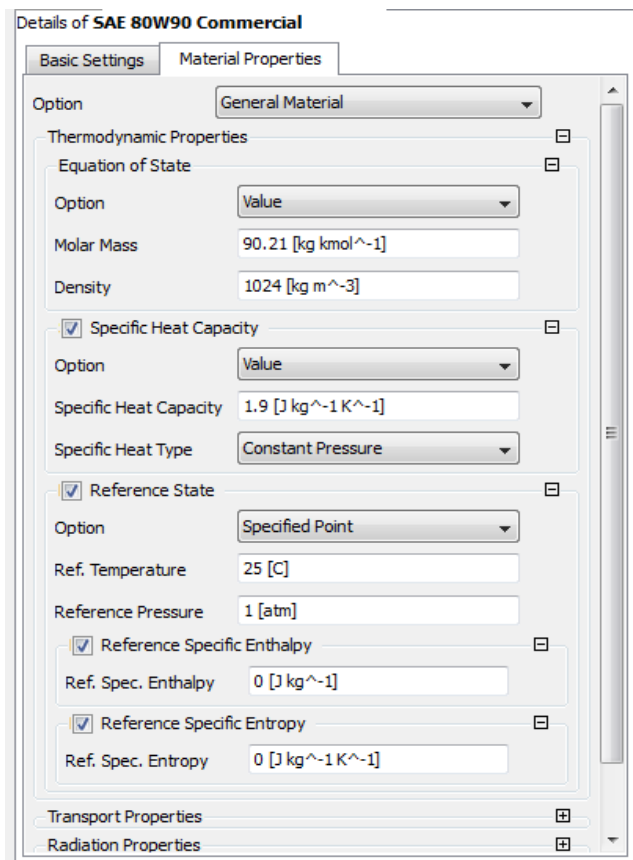 Details of SAE 80W90 Commercial
Basic Settings Material Properties
Option General Material
Thermodynamic Properties
Equation of State
Option Value
Molar Mass 90.21 [kg kmol^-1]
Density 1024 [kg m^-3]
Specific Heat Capacity
Option Value
Specific Heat Capacity 1.9 [J kg^-1 K^-1]
Specific Heat Type Constant Pressure
Reference State
Option Specified Point
Ref. Temperature 25 [C]
Reference Pressure 1 [atm]
Reference Specific Enthalpy
Ref. Spec. Enthalpy 0 [J kg^-1]
Reference Specific Entropy
Ref. Spec. Entropy 0 [J kg^-1 K^-1]
Transport Properties
Radiation Properties